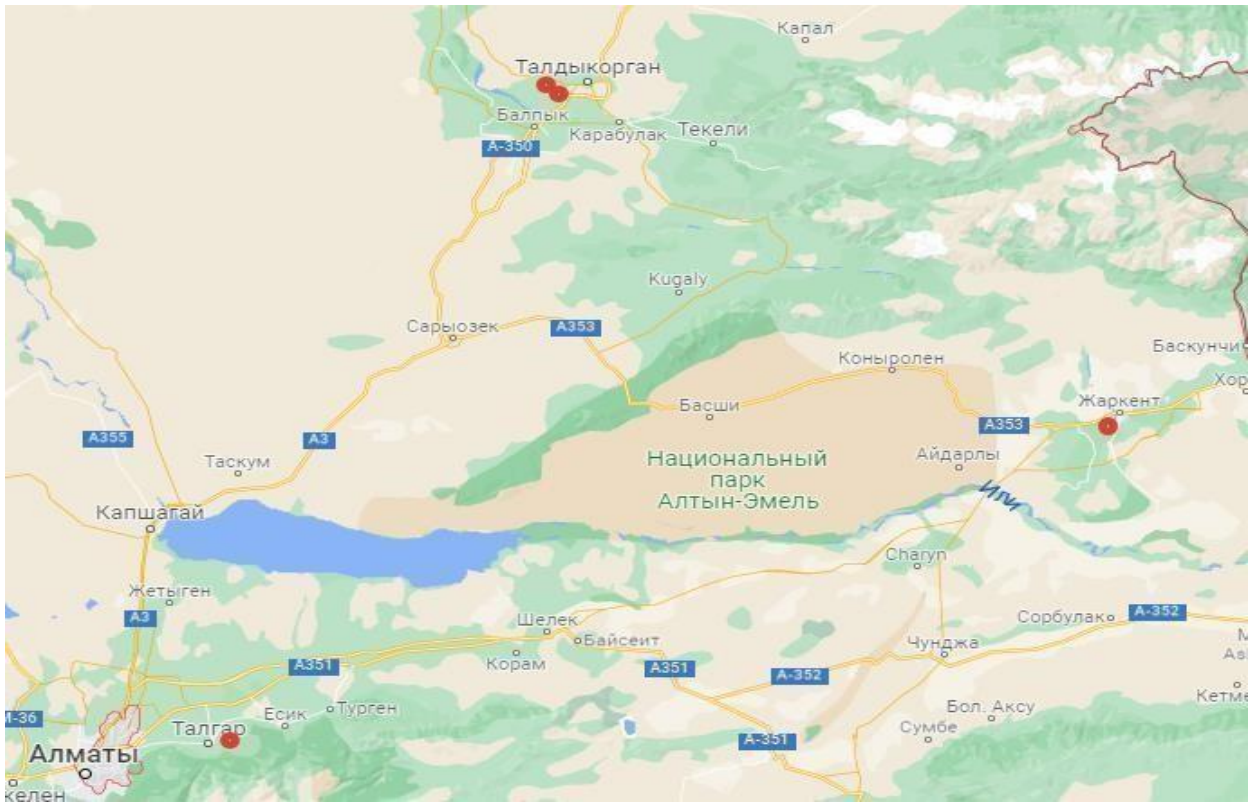 Капал
Талдыкорган
Балпык
Карабулак
Текели
А-350
Kugaly
Сарыозек
А353
Коныролен
Баскунчи
Хор
Басши
Жаркент
А353
А355
А3
Таскум
Айдарлы
Национальный
парк
Алтын-Эмель
Или
Капшагай
Charyn
Жетыген
А3
Шелек
Байсеит
Сорбулак
А-352
Чунджа
А351
Корам
А351
А-352
Кетме
Бол. Аксу
М-36
Талгар
Есик
Турген
Сумбе
А-351
Алматы
келен